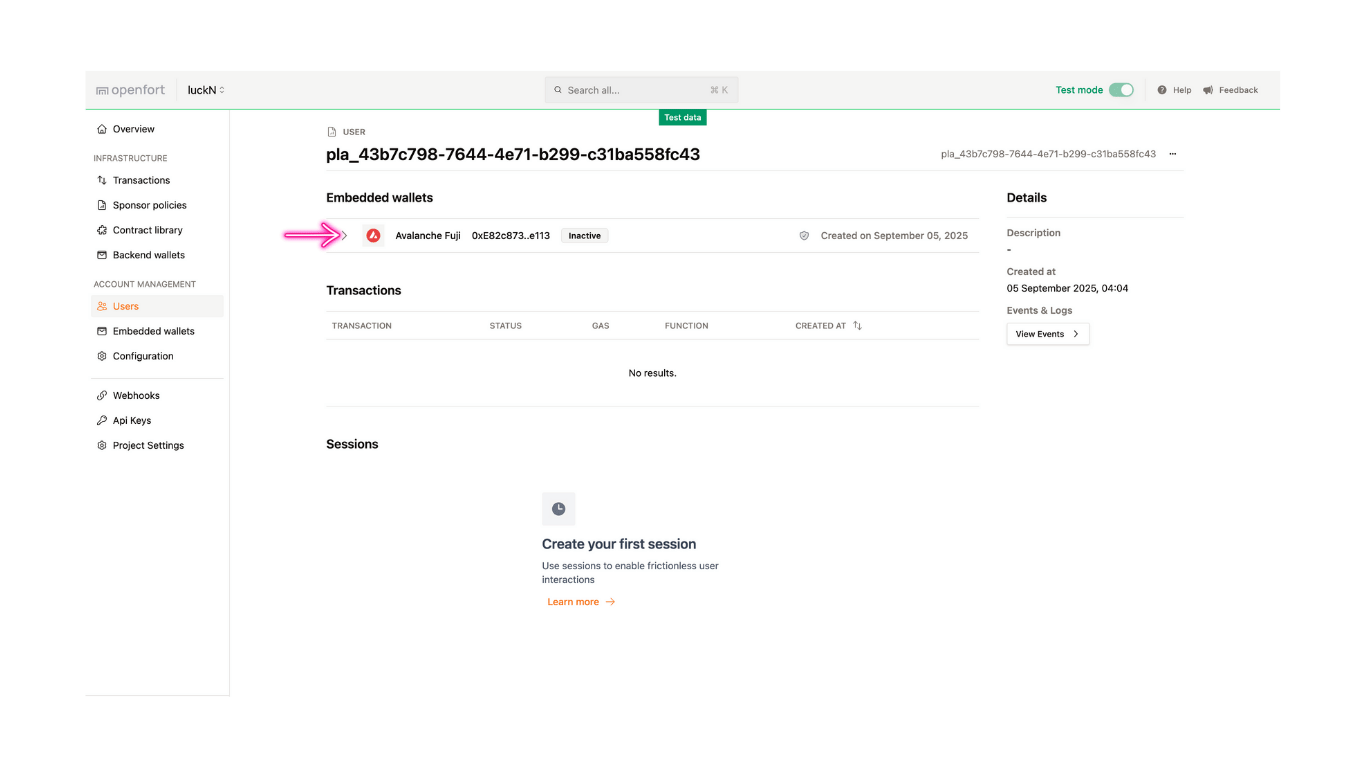 openfort
luckN
Search all...
⌘ K
Test mode
Help
Feedback
Test data
Overview
INFRASTRUCTURE
Transactions
Sponsor policies
Contract library
Backend wallets
ACCOUNT MANAGEMENT
Users
Embedded wallets
Configuration
Webhooks
Api Keys
Project Settings
USER
pla_43b7c798-7644-4e71-b299-c31ba558fc43
pla_43b7c798-7644-4e71-b299-c31ba558fc43 ···
Embedded wallets
Avalanche Fuji 0xE82c873..e113 Inactive Created on September 05, 2025
Transactions
TRANSACTION STATUS GAS FUNCTION CREATED AT
No results.
Sessions
Create your first session
Use sessions to enable frictionless user
interactions
Learn more
Details
Description
-
Created at
05 September 2025, 04:04
Events & Logs
View Events